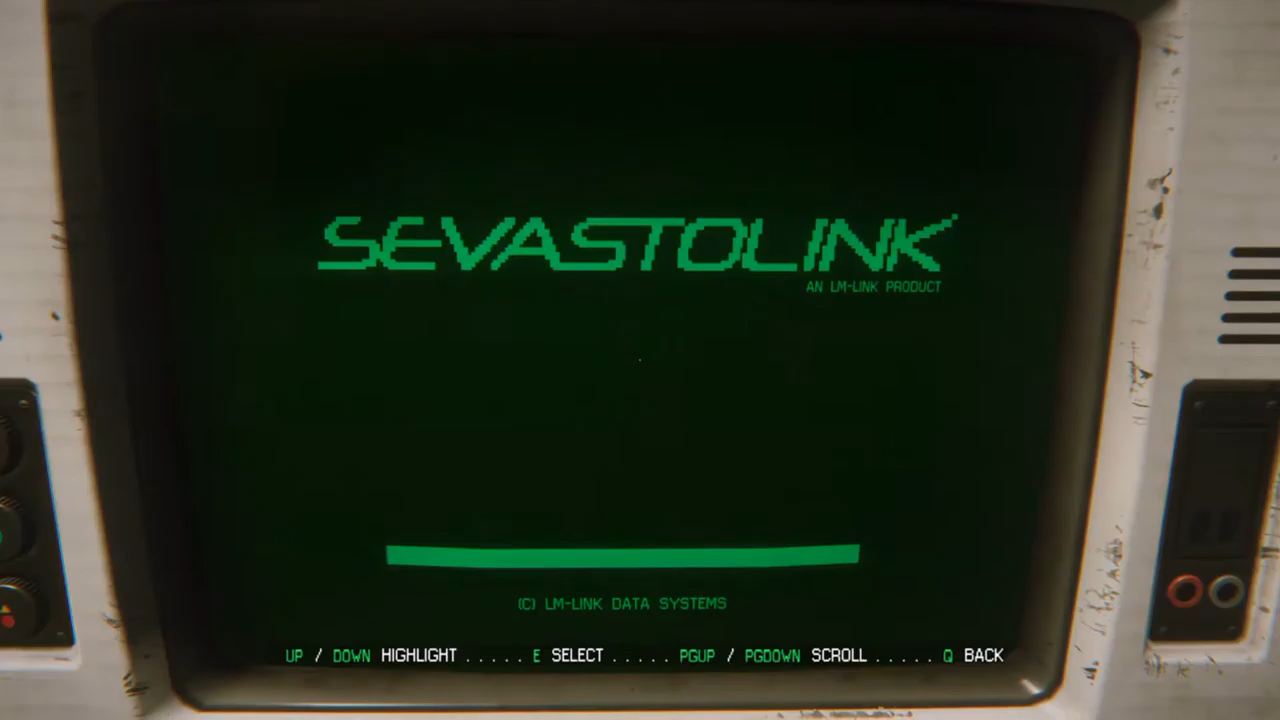 SEVASTOLINK
AN LM-LINK PRODUCT
(C) LM-LINK DATA SYSTEMS
UP / DOWN HIGHLIGHT ..... E SELECT ..... PGUP / PGDOWN SCROLL ..... Q BACK